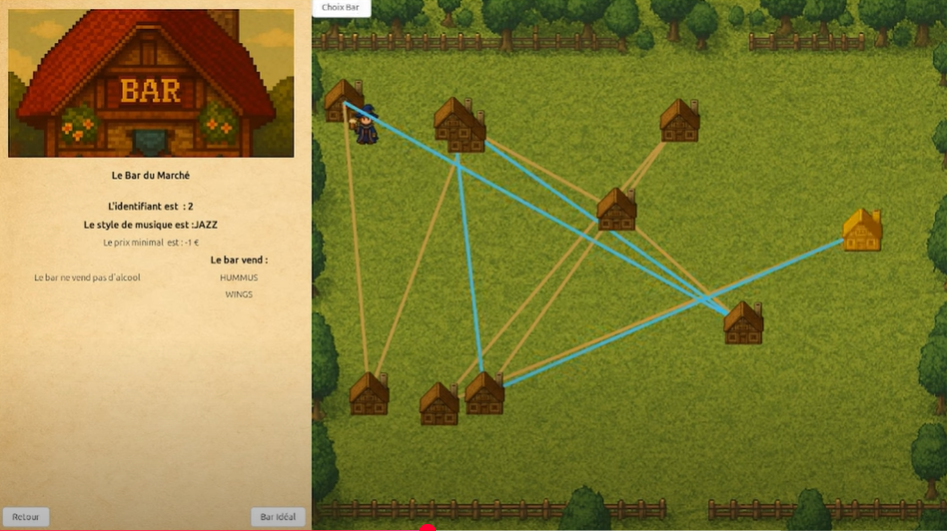 Choix Bar
BAR
Le Bar du Marché
L'identifiant est : 2
Le style de musique est :JAZZ
Le prix minimal est : -1 €
Le bar vend :
Le bar ne vend pas d'alcool
HUMMUS
WINGS
Retour
Bar Idéal